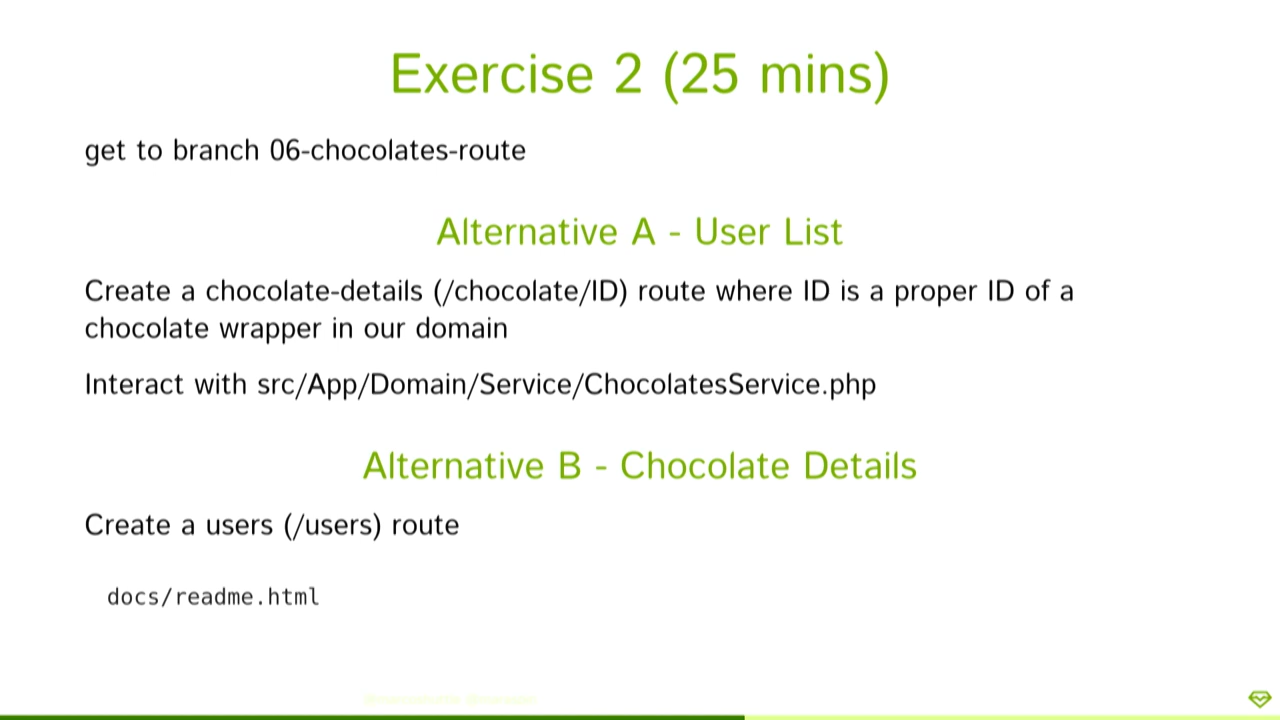 Exercise 2 (25 mins)
get to branch 06-chocolates-route
Alternative A - User List
Create a chocolate-details (/chocolate/ID) route where ID is a proper ID of a
chocolate wrapper in our domain
Interact with src/App/Domain/Service/ChocolatesService.php
Alternative B - Chocolate Details
Create a users (/users) route
docs/readme.html